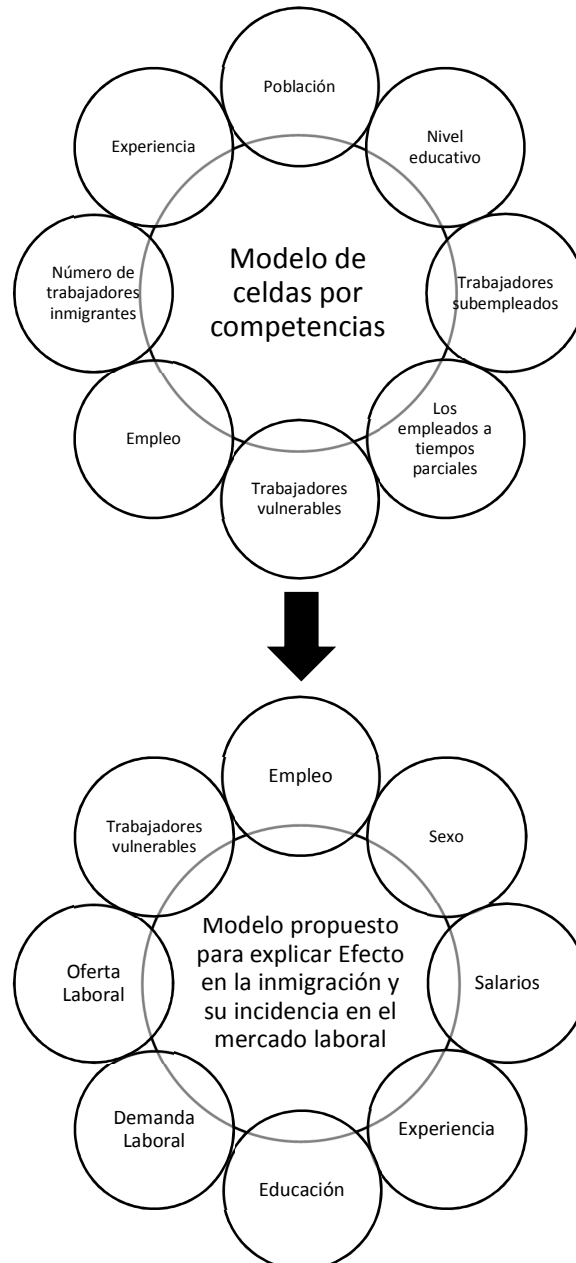 Población
Nivel
educativo
Trabajadores
subempleados
Los
empleados a
tiempos
parciales
Trabajadores
vulnerables
Empleo
Número de
trabajadores
inmigrantes
Experiencia
Modelo de
celdas por
competencias
Empleo
Sexo
Salarios
Experiencia
Educación
Demanda
Laboral
Oferta
Laboral
Trabajadores
vulnerables
Modelo propuesto
para explicar Efecto
en la inmigración y
su incidencia en el
mercado laboral